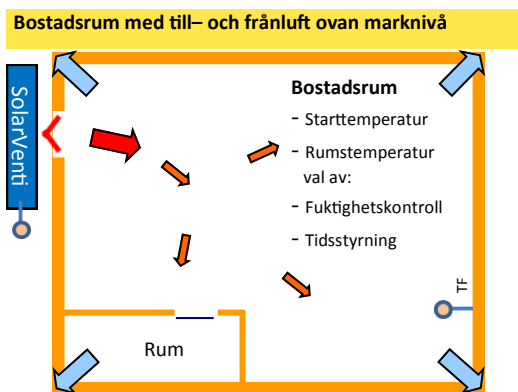 Bostadsrum med till– och frånluft ovan marknivå
SolarVenti
Bostadsrum
- Starttemperatur
- Rumstemperatur
val av:
- Fuktighetskontroll
- Tidsstyrning
TF
Rum